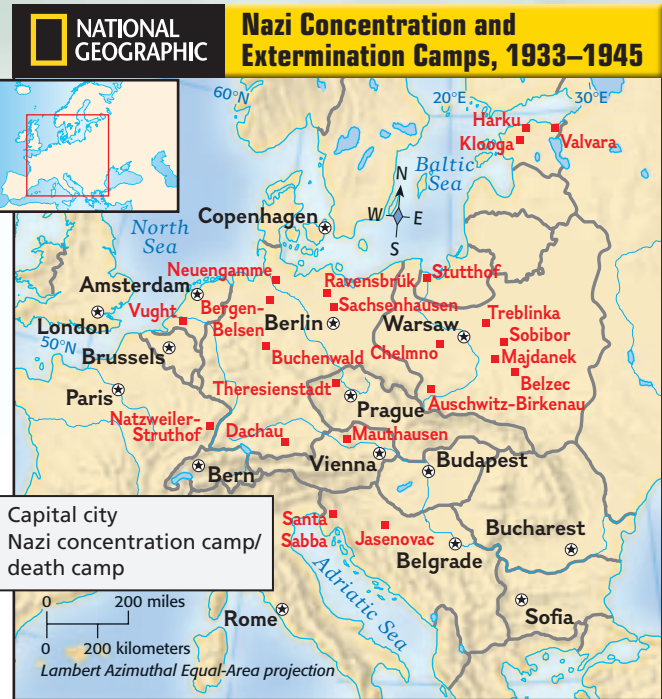 NATIONAL
GEOGRAPHIC
Nazi Concentration and
Extermination Camps, 1933–1945
60°N
20°E
30°E
Harku
Klooga
Valvara
Baltic
Sea
N
W
E
S
Copenhagen
North
Sea
Neuengamme
Ravensbrük
Stutthof
Amsterdam
Sachsenhausen
Vught
Bergen-
Belsen
Berlin
Warsaw
Treblinka
London
Sobibor
50°N
Brussels
Buchenwald
Chelmno
Majdanek
Belzec
Paris
Theresienstadt
Prague
Auschwitz-Birkenau
Natzweiler-
Struthof
Dachau
Mauthausen
Vienna
Budapest
Bern
Capital city
Nazi concentration camp/
death camp
Santa
Sabba
Jasenovac
Bucharest
Belgrade
Adriatic Sea
0 200 miles
0 200 kilometers
Rome
Sofia
Lambert Azimuthal Equal-Area projection